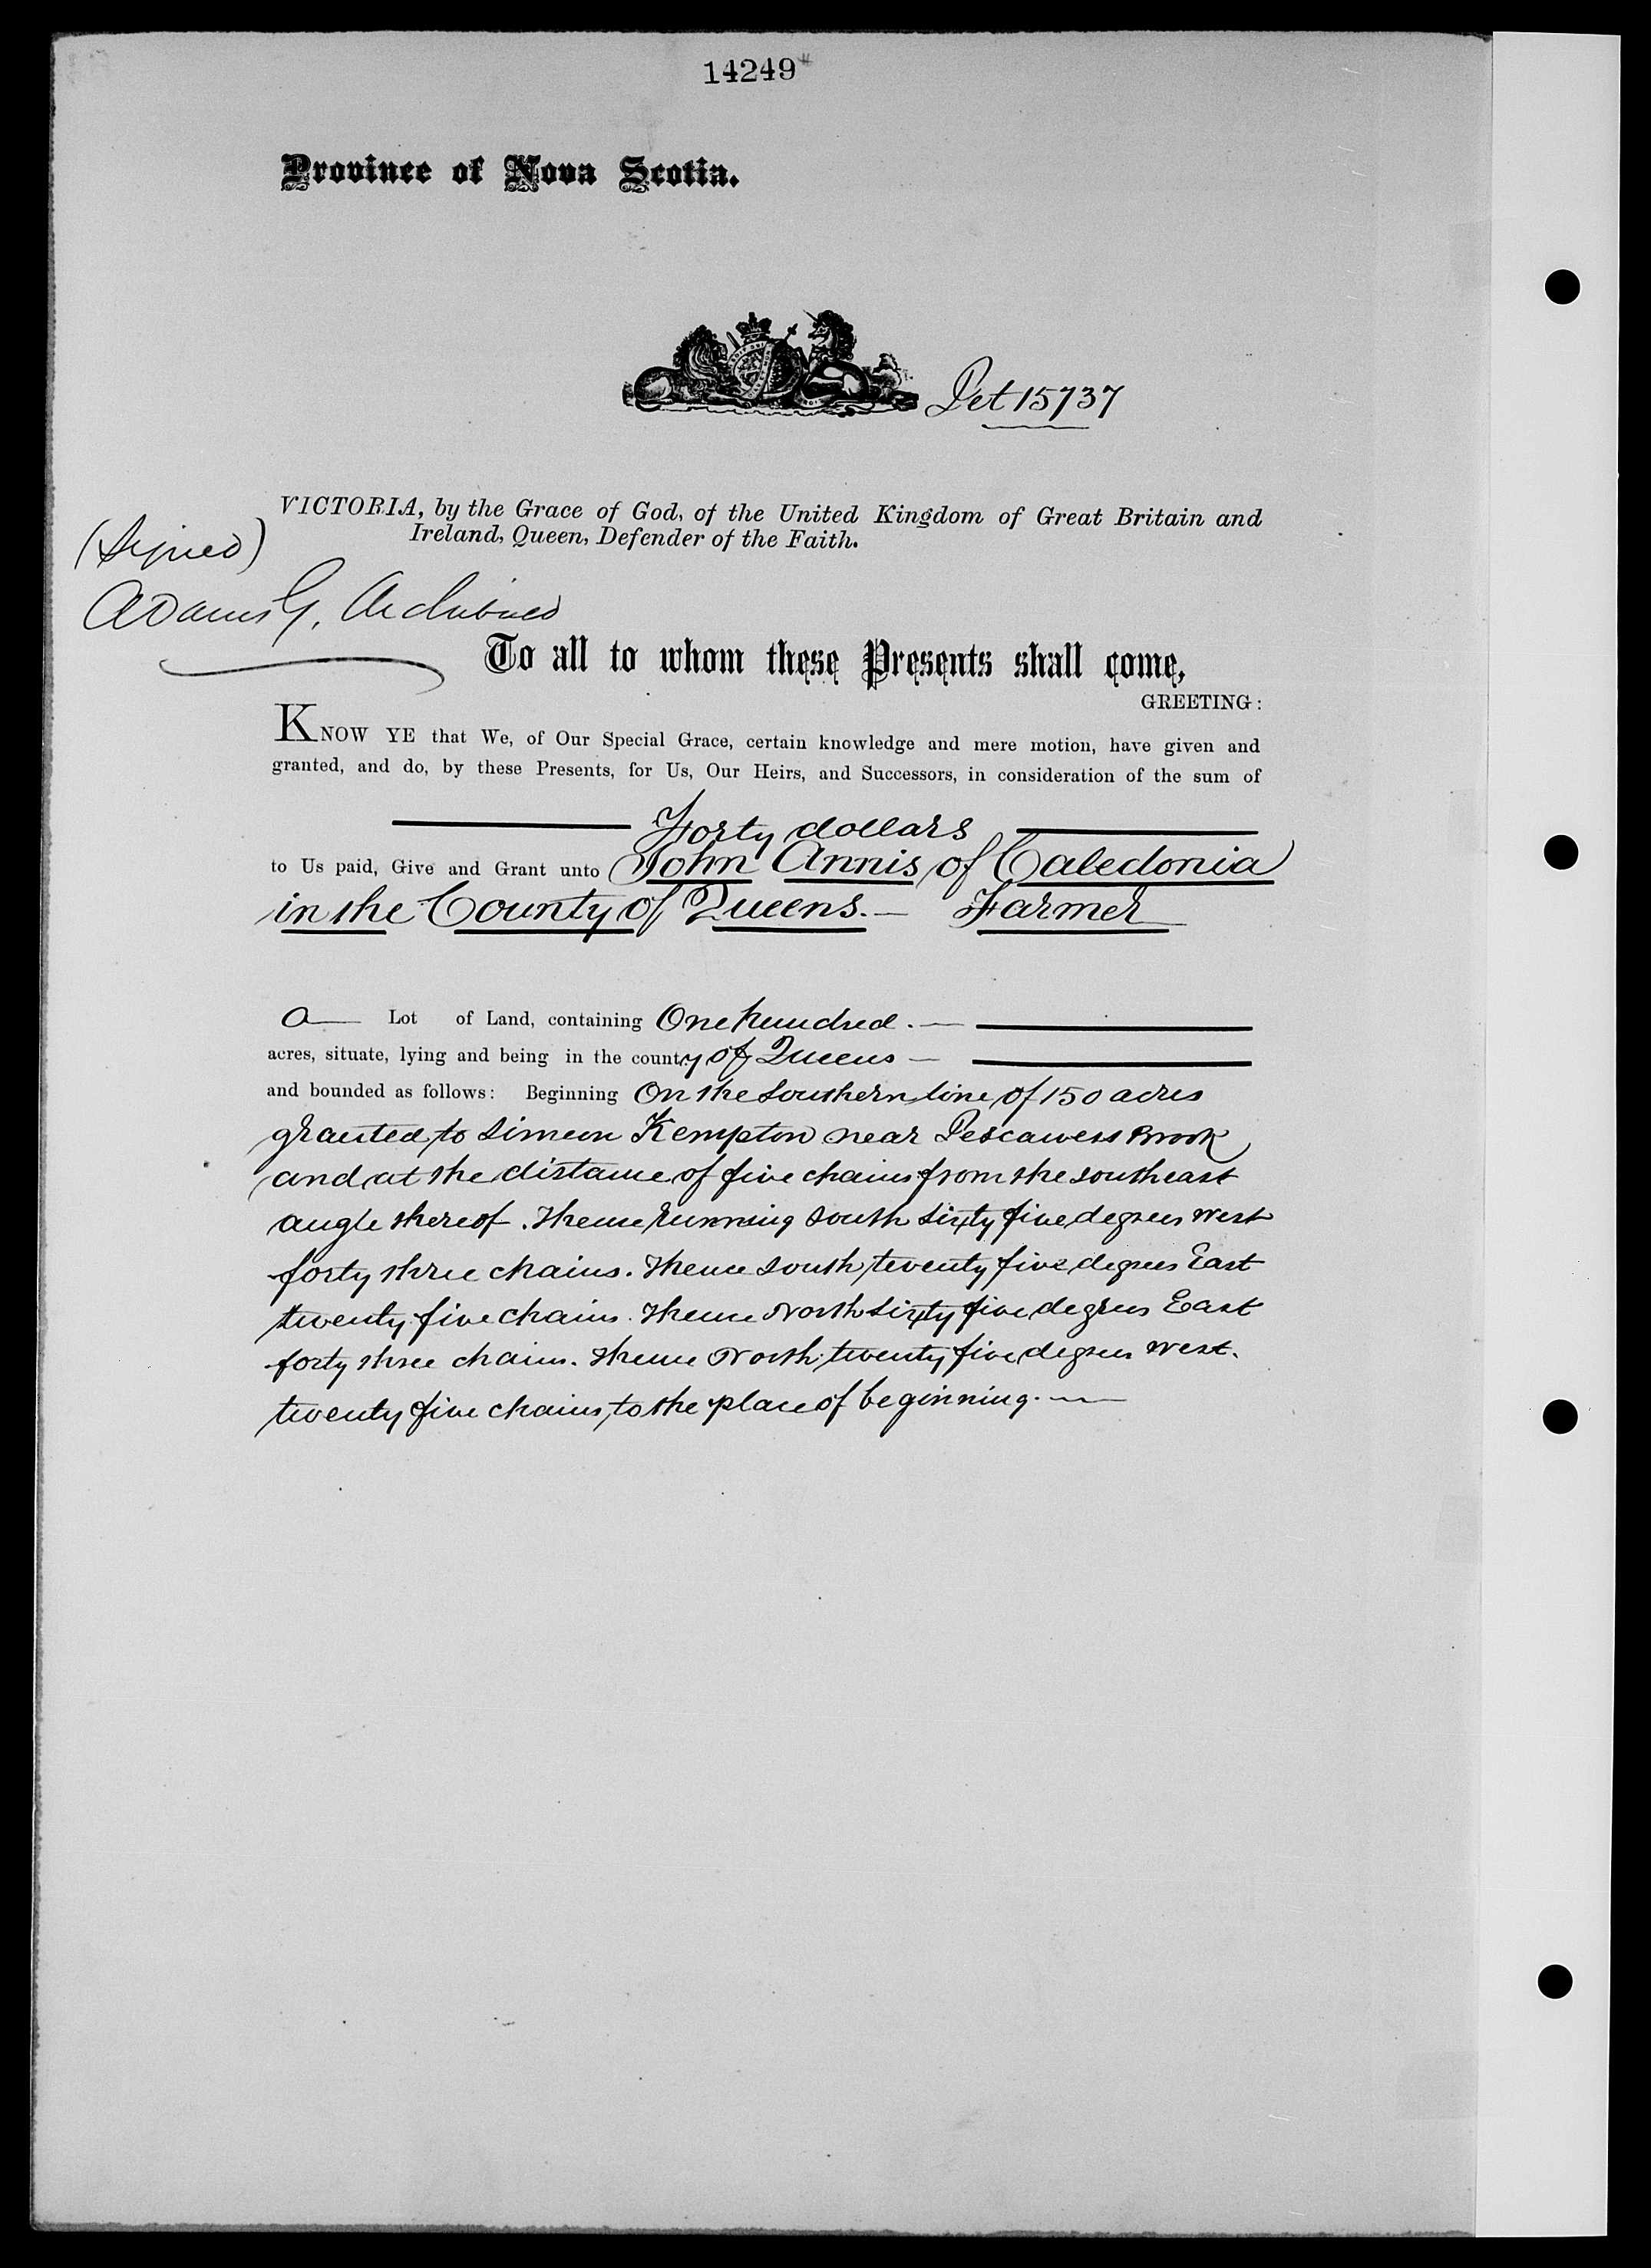 14249
Province of Nova Scotia.
Pet 15737
VICTORIA, by the Grace of God, of the United Kingdom of Great Britain and
Ireland, Queen, Defender of the Faith.
(Signed)
Adams G. Archibald
To all to whom these Presents shall come,
GREETING:
KNOW YE that We, of Our Special Grace, certain knowledge and mere motion, have given and
granted, and do, by these Presents, for Us, Our Heirs, and Successors, in consideration of the sum of
Forty dollars
to Us paid, Give and Grant unto John Annis of Caledonia
in the County of Queens. — Farmer
a — Lot of Land, containing One hundred. —
acres, situate, lying and being in the county of Queens —
and bounded as follows: Beginning On the Southern line of 150 acres
granted to Simeon Kempton near Pescawess Brook
and at the distance of five chains from the southeast
angle thereof. Thence running South Sixty five degrees West
forty three chains. Thence South twenty five degrees East
twenty five chains. Thence North Sixty five degrees East
forty three chains. Thence North twenty five degrees West.
twenty five chains, to the place of beginning. —